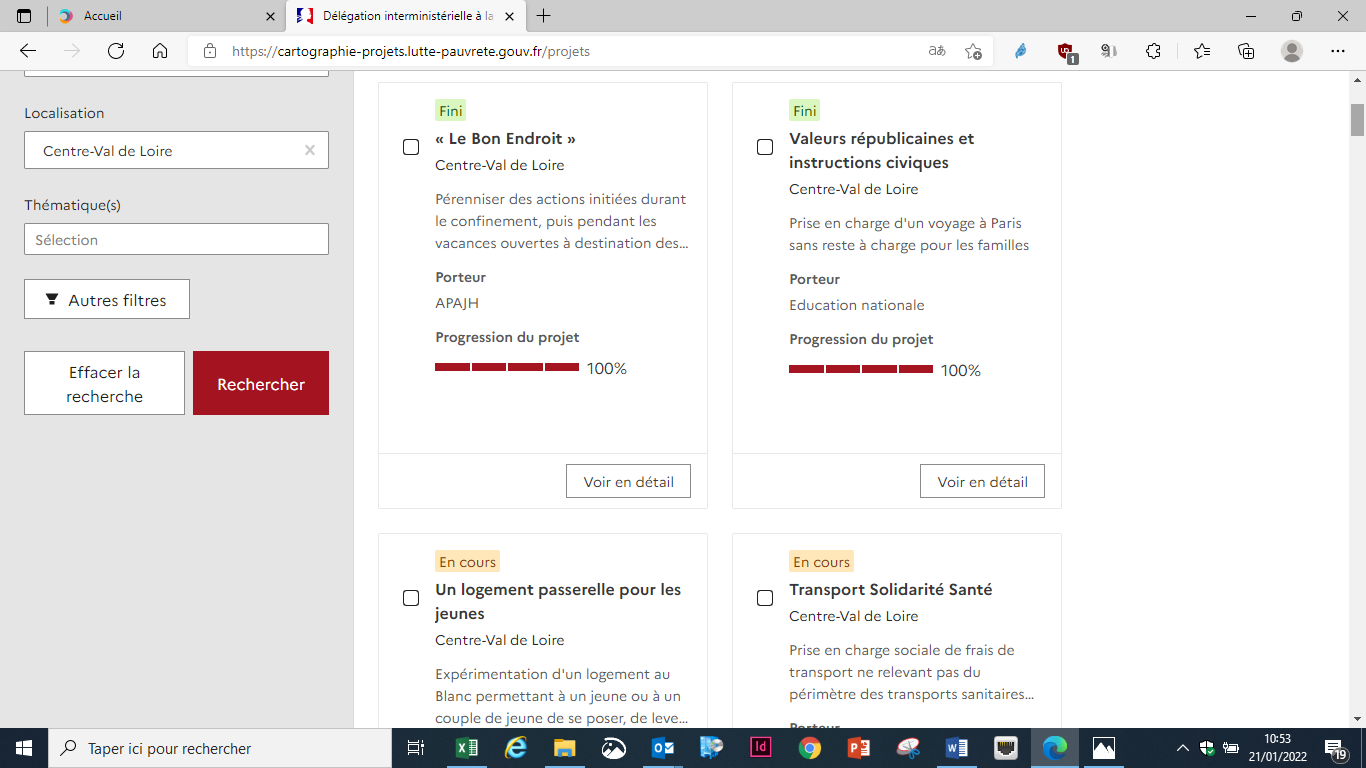 Accueil
Délégation interministérielle à la
https://cartographie-projets.lutte-pauvrete.gouv.fr/projets
aあ
1
Localisation
Centre-Val de Loire
Thématique(s)
Sélection
Autres filtres
Effacer la
recherche
Rechercher
Fini
« Le Bon Endroit »
Centre-Val de Loire
Pérenniser des actions initiées durant
le confinement, puis pendant les
vacances ouvertes à destination des...
Porteur
APAJH
Progression du projet
100%
Voir en détail
Fini
Valeurs républicaines et
instructions civiques
Centre-Val de Loire
Prise en charge d'un voyage à Paris
sans reste à charge pour les familles
Porteur
Education nationale
Progression du projet
100%
Voir en détail
En cours
Un logement passerelle pour les
jeunes
Centre-Val de Loire
Expérimentation d'un logement au
Blanc permettant à un jeune ou à un
couple de jeune de se poser, de leve...
En cours
Transport Solidarité Santé
Centre-Val de Loire
Prise en charge sociale de frais de
transport ne relevant pas du
périmètre des transports sanitaires...
Porteur
Taper ici pour rechercher
10:53
21/01/2022
19